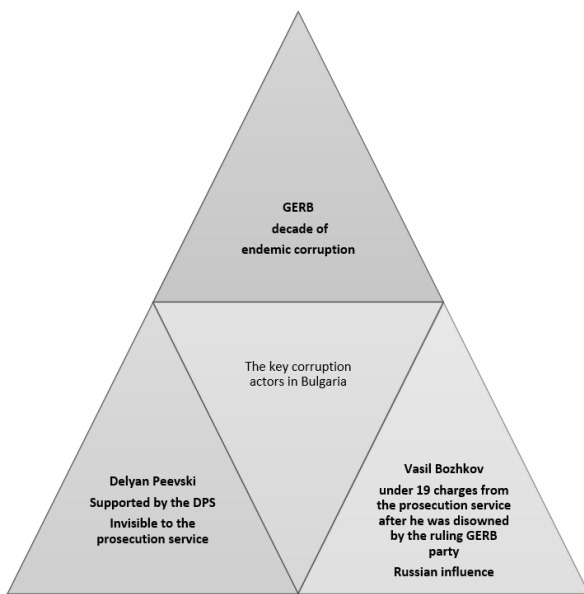 GERB
decade of
endemic corruption
The key corruption
actors in Bulgaria
Delyan Peevski
Supported by the DPS
Invisible to the
prosecution service
Vasil Bozhkov
under 19 charges from
the prosecution service
after he was disowned
by the ruling GERB
party
Russian influence